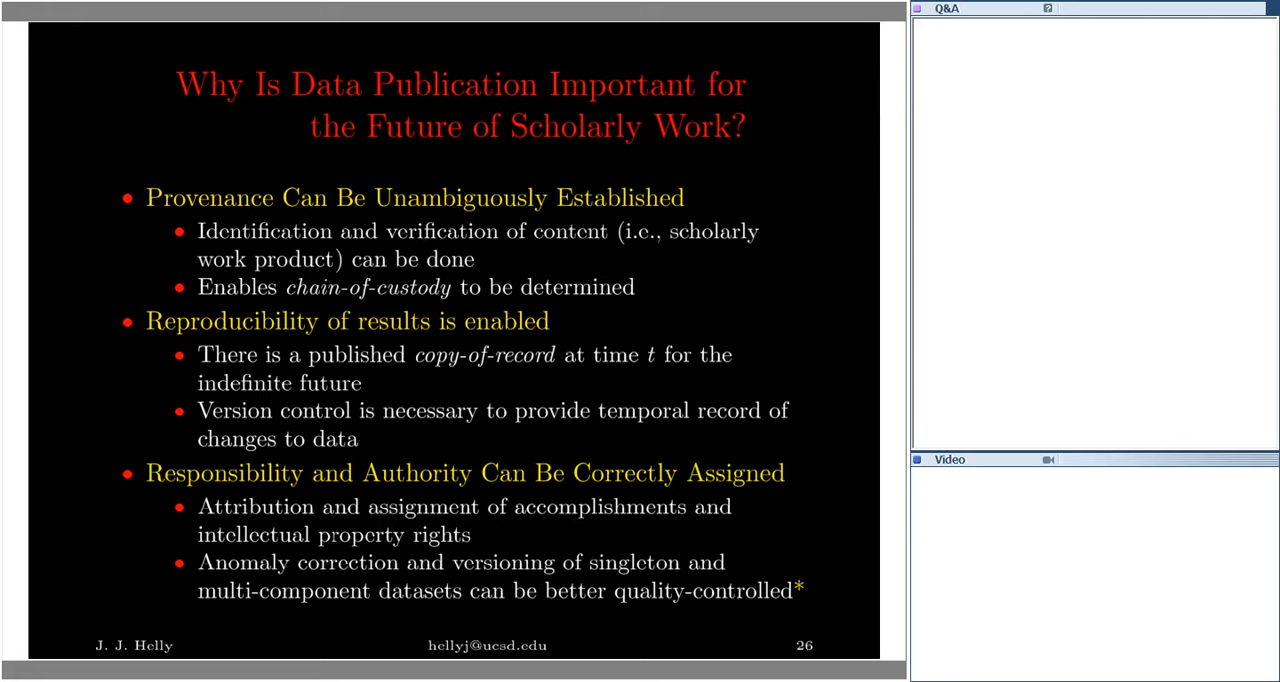 Why Is Data Publication Important for
the Future of Scholarly Work?
• Provenance Can Be Unambiguously Established
• Identification and verification of content (i.e., scholarly
work product) can be done
• Enables chain-of-custody to be determined
• Reproducibility of results is enabled
• There is a published copy-of-record at time t for the
indefinite future
• Version control is necessary to provide temporal record of
changes to data
• Responsibility and Authority Can Be Correctly Assigned
• Attribution and assignment of accomplishments and
intellectual property rights
• Anomaly correction and versioning of singleton and
multi-component datasets can be better quality-controlled*
J. J. Helly hellyj@ucsd.edu 26
Q&A ?
Video